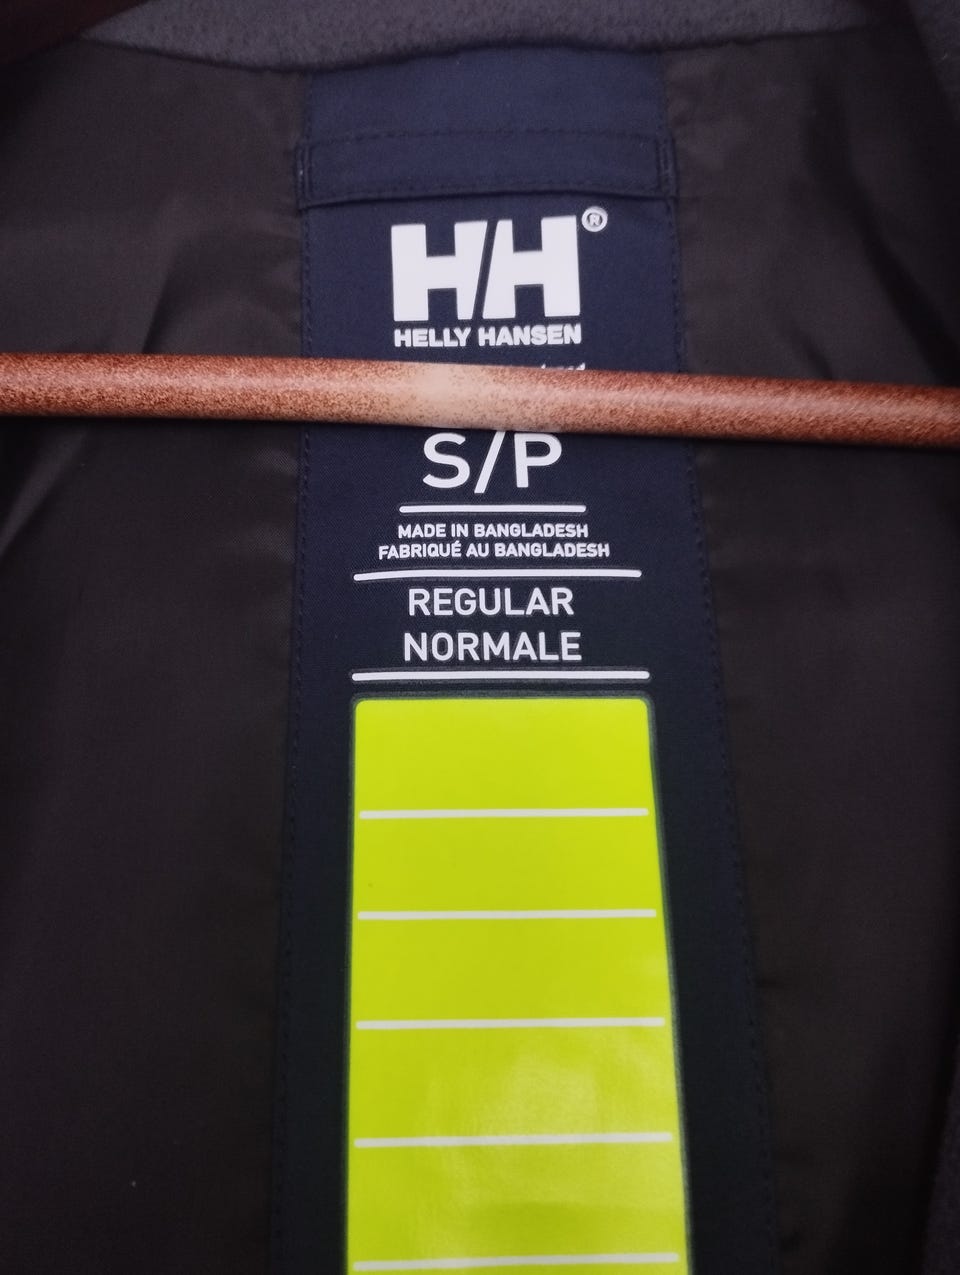 HH®
HELLY HANSEN
S/P
MADE IN BANGLADESH
FABRIQUÉ AU BANGLADESH
REGULAR
NORMALE